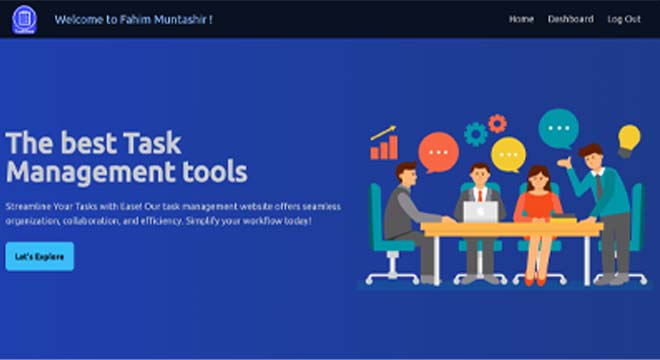 Welcome to Fahim Muntashir !
Home Dashboard Log Out
The best Task
Management tools
Streamline Your Tasks with Ease! Our task management website offers seamless
organization, collaboration, and efficiency. Simplify your workflow today!
Let's Explore